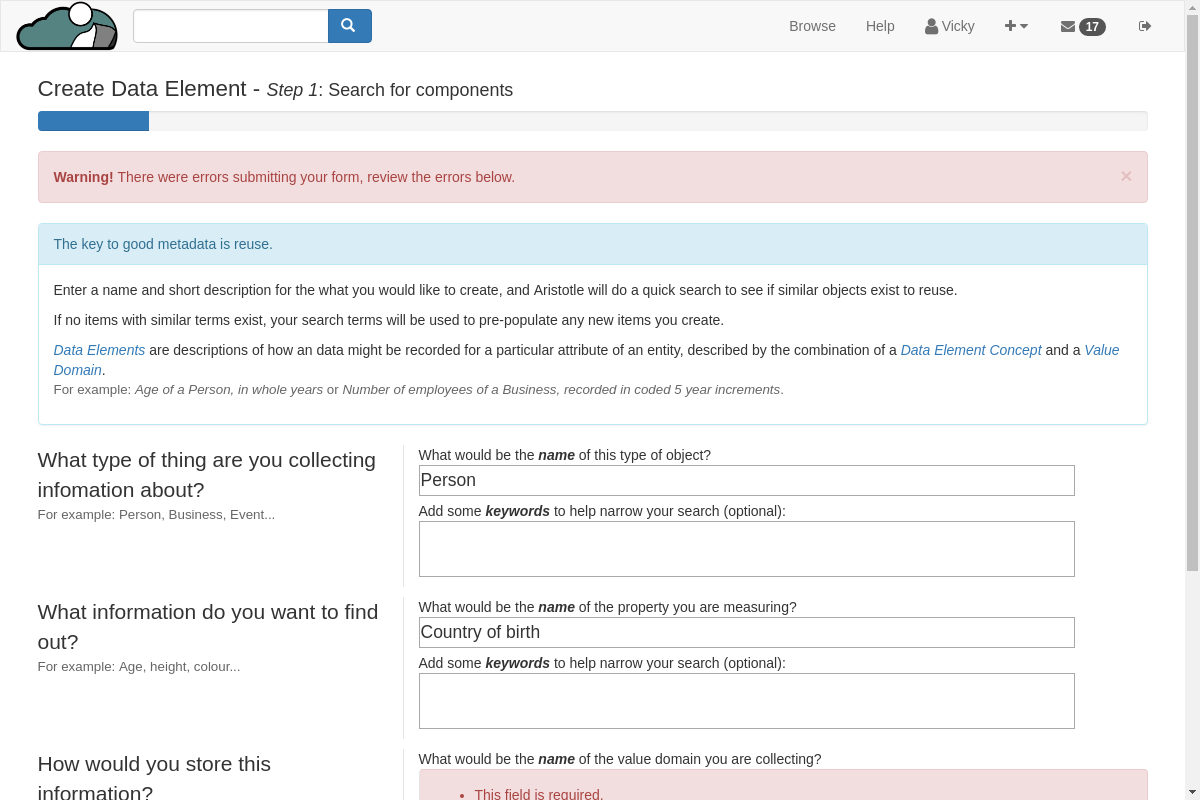 Browse Help Vicky 17
Create Data Element - Step 1: Search for components
Warning! There were errors submitting your form, review the errors below. ×
The key to good metadata is reuse.
Enter a name and short description for the what you would like to create, and Aristotle will do a quick search to see if similar objects exist to reuse.
If no items with similar terms exist, your search terms will be used to pre-populate any new items you create.
Data Elements are descriptions of how an data might be recorded for a particular attribute of an entity, described by the combination of a Data Element Concept and a Value
Domain.
For example: Age of a Person, in whole years or Number of employees of a Business, recorded in coded 5 year increments.
What type of thing are you collecting
infomation about?
For example: Person, Business, Event...
What would be the name of this type of object?
Person
Add some keywords to help narrow your search (optional):
What information do you want to find
out?
For example: Age, height, colour...
What would be the name of the property you are measuring?
Country of birth
Add some keywords to help narrow your search (optional):
How would you store this
information?
What would be the name of the value domain you are collecting?
• This field is required.